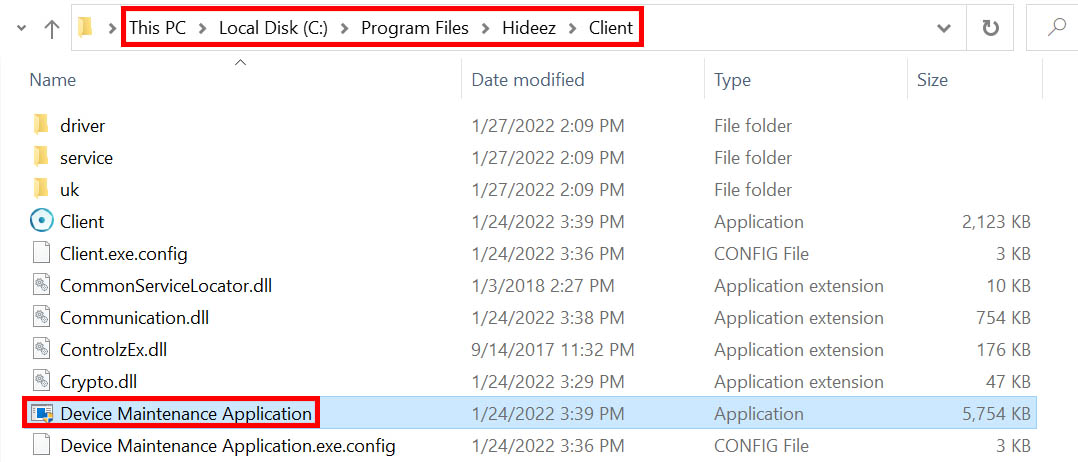 This PC > Local Disk (C:) > Program Files > Hideez > Client
Name Date modified Type Size
driver 1/27/2022 2:09 PM File folder
service 1/27/2022 2:09 PM File folder
uk 1/27/2022 2:09 PM File folder
Client 1/24/2022 3:39 PM Application 2,123 KB
Client.exe.config 1/24/2022 3:36 PM CONFIG File 3 KB
CommonServiceLocator.dll 1/3/2018 2:27 PM Application extension 10 KB
Communication.dll 1/24/2022 3:38 PM Application extension 754 KB
ControlzEx.dll 9/14/2017 11:32 PM Application extension 176 KB
Crypto.dll 1/24/2022 3:29 PM Application extension 47 KB
Device Maintenance Application 1/24/2022 3:39 PM Application 5,754 KB
Device Maintenance Application.exe.config 1/24/2022 3:36 PM CONFIG File 3 KB